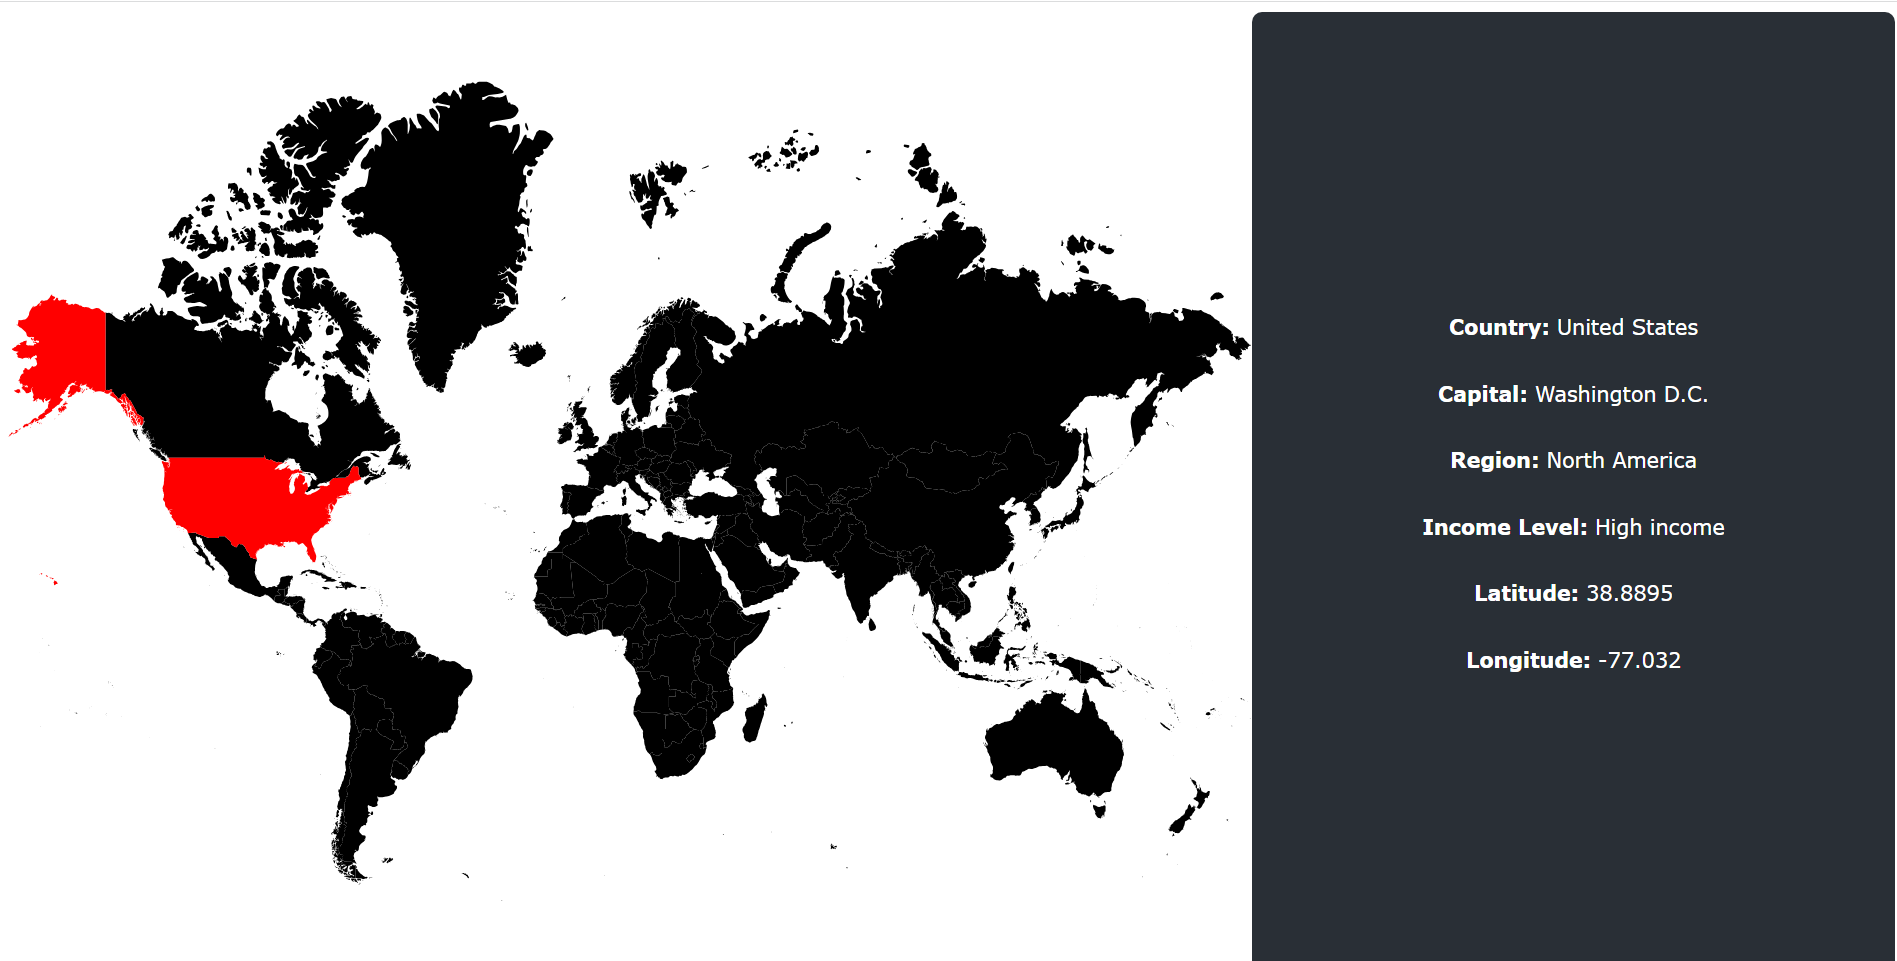 Country: United States
Capital: Washington D.C.
Region: North America
Income Level: High income
Latitude: 38.8895
Longitude: -77.032